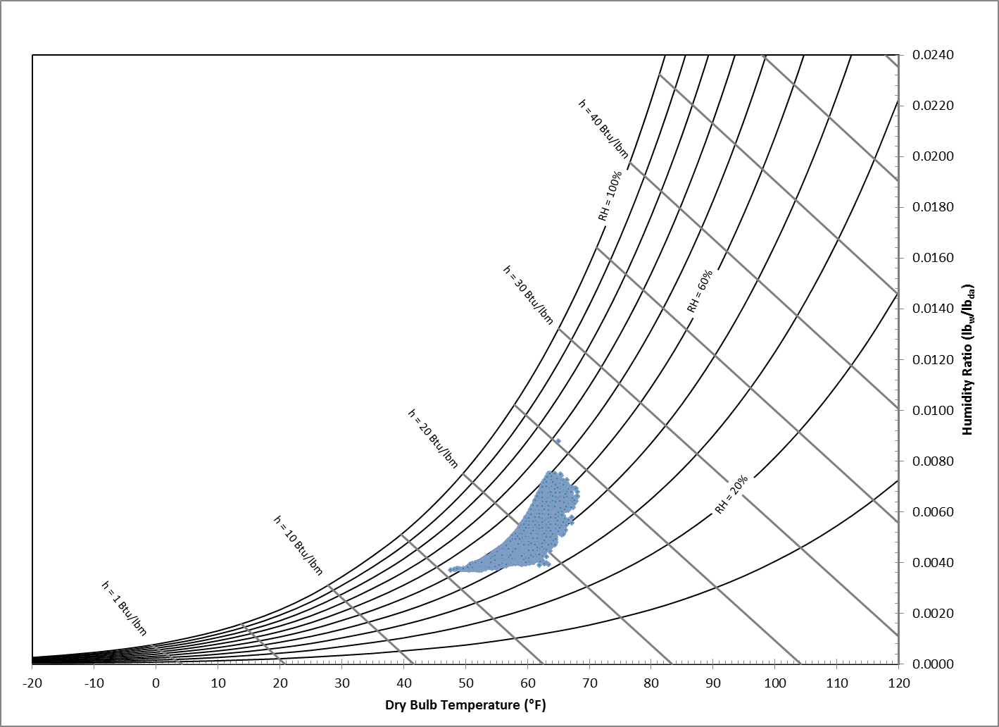 0.0240
0.0220
h = 40 Btu/lbm
0.0200
RH = 100%
0.0180
0.0160
h = 30 Btu/lbm
RH = 60%
0.0140
0.0120
Humidity Ratio (lbw/lbda)
0.0100
h = 20 Btu/lbm
0.0080
RH = 20%
0.0060
h = 10 Btu/lbm
0.0040
h = 1 Btu/lbm
0.0020
0.0000
-20 -10 0 10 20 30 40 50 60 70 80 90 100 110 120
Dry Bulb Temperature (°F)